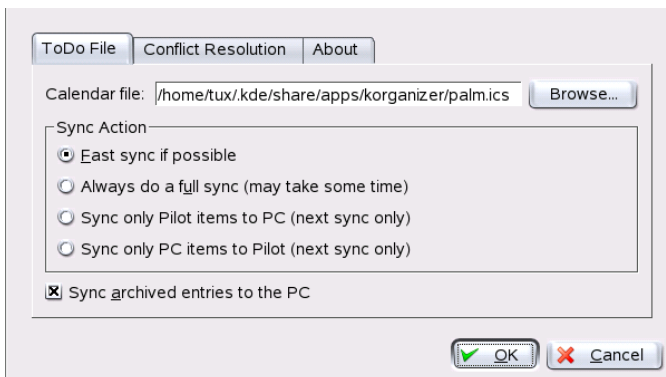 ToDo File Conflict Resolution About
Calendar file: /home/tux/.kde/share/apps/korganizer/palm.ics Browse...
Sync Action
Fast sync if possible
Always do a full sync (may take some time)
Sync only Pilot items to PC (next sync only)
Sync only PC items to Pilot (next sync only)
Sync archived entries to the PC
OK Cancel